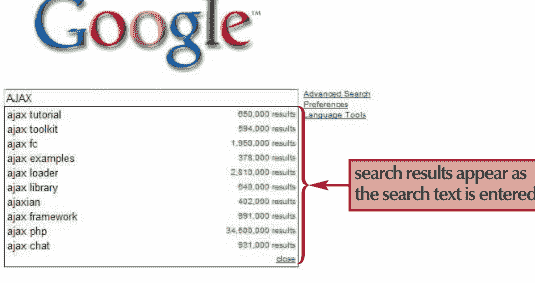 Google™
AJAX
Advanced Search
Preferences
Language Tools
ajax tutorial 650,000 results
ajax toolkit 594,000 results
ajax fc 1,960,000 results
ajax examples 378,000 results
ajax loader 2,810,000 results
ajax library 640,000 results
ajaxian 402,000 results
ajax framework 991,000 results
ajax php 34,600,000 results
ajax chat 931,000 results
close
search results appear as
the search text is entered